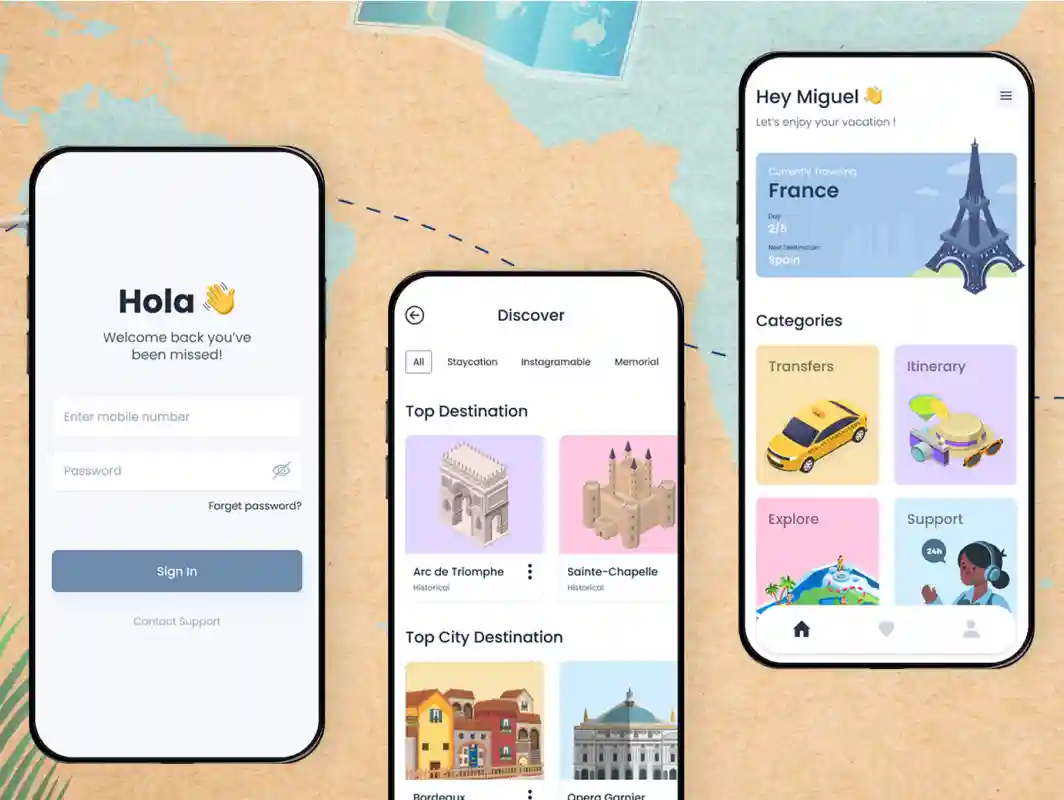 Hola 👋
Welcome back you've
been missed!
Enter mobile number
Password
Forget password?
Sign In
Contact Support
Discover
All
Staycation
Instagramable
Memorial
Top Destination
Arc de Triomphe
Historical
Sainte-Chapelle
Historical
Top City Destination
Bordeaux
Opera Garnier
Hey Miguel 👋
Let's enjoy your vacation !
Currently Traveling
France
Day
2/5
Next Destination
Spain
Categories
Transfers
Itinerary
Explore
Support
24h